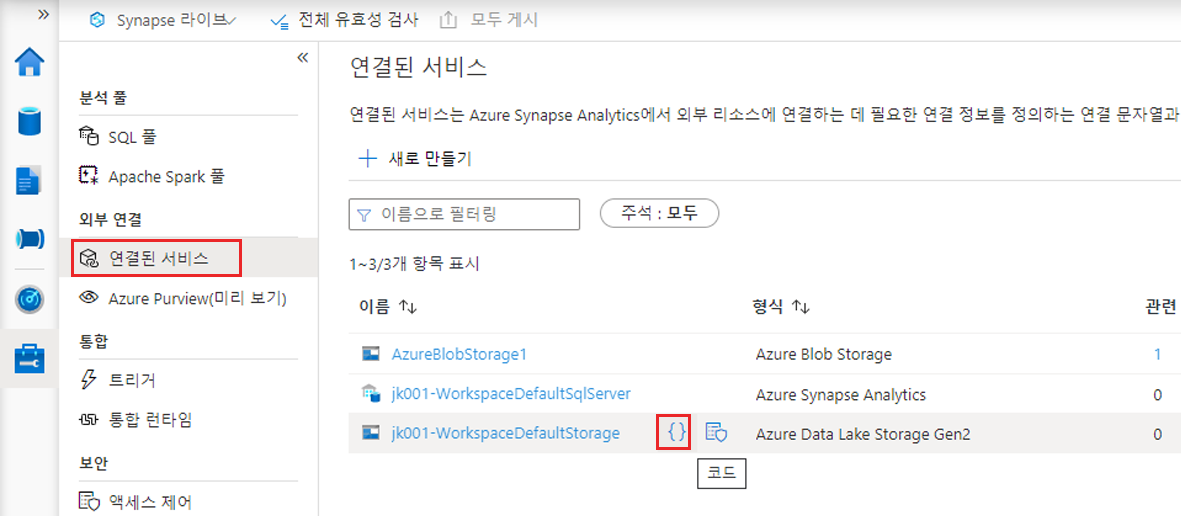 Synapse 라이브
전체 유효성 검사
모두 게시
분석 풀
SQL 풀
Apache Spark 풀
외부 연결
연결된 서비스
Azure Purview(미리 보기)
통합
트리거
통합 런타임
보안
액세스 제어
연결된 서비스
연결된 서비스는 Azure Synapse Analytics에서 외부 리소스에 연결하는 데 필요한 연결 정보를 정의하는 연결 문자열과
새로 만들기
이름으로 필터링
주석 : 모두
1~3/3개 항목 표시
이름 형식 관련
AzureBlobStorage1 Azure Blob Storage 1
jk001-WorkspaceDefaultSqlServer Azure Synapse Analytics 0
jk001-WorkspaceDefaultStorage {} Azure Data Lake Storage Gen2 0
코드